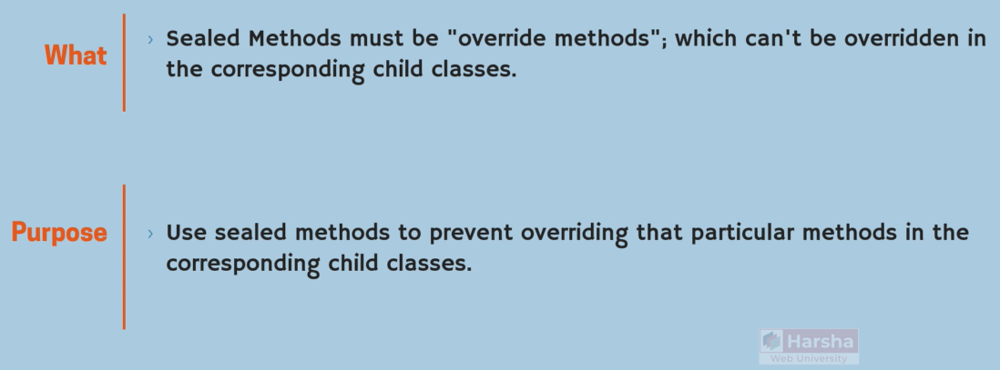 What
› Sealed Methods must be "override methods"; which can't be overridden in
the corresponding child classes.
Purpose
› Use sealed methods to prevent overriding that particular methods in the
corresponding child classes.
Harsha
Web University